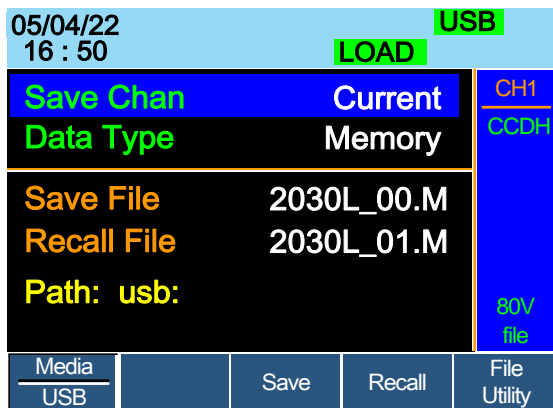 05/04/22 USB
16 : 50 LOAD
Save Chan Current CH1
Data Type Memory CCDH
Save File 2030L_00.M
Recall File 2030L_01.M
Path: usb: 80V
file
Media Save Recall File
USB Utility